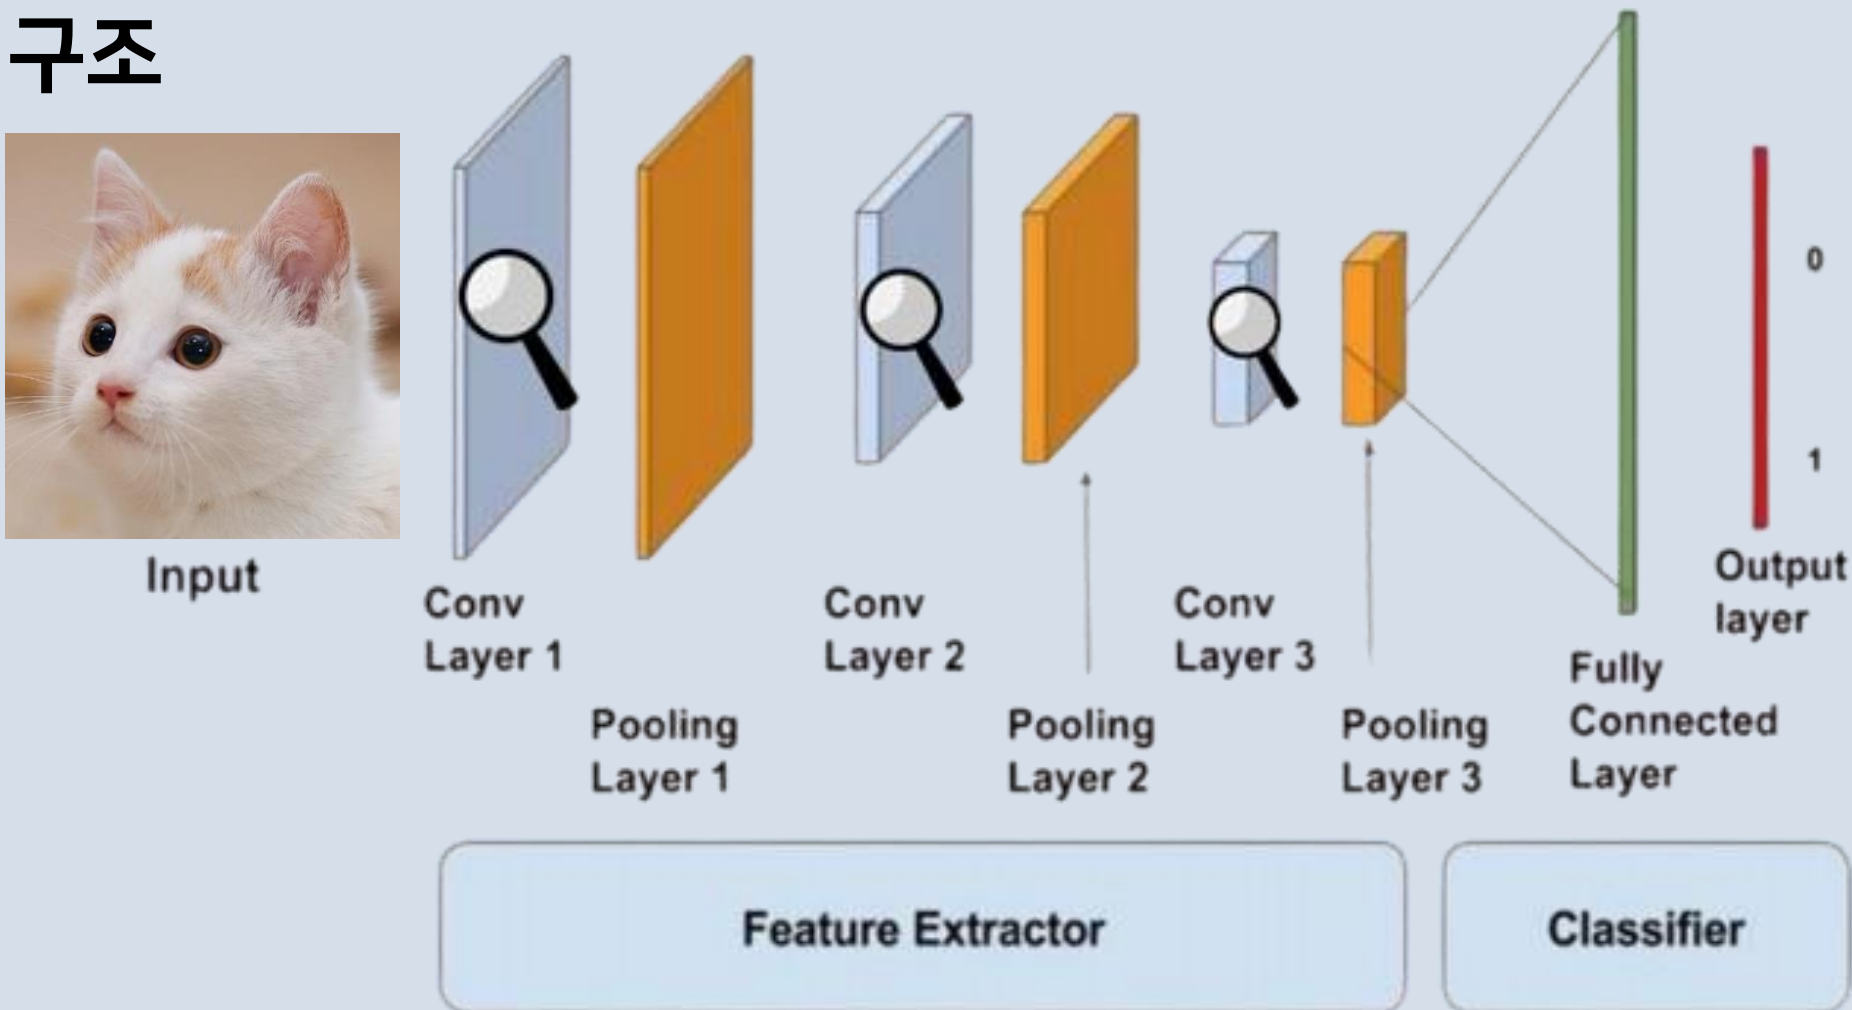 구조
Input
Conv
Layer 1
Pooling
Layer 1
Conv
Layer 2
Pooling
Layer 2
Conv
Layer 3
Pooling
Layer 3
Fully
Connected
Layer
0
1
Output
layer
Feature Extractor
Classifier